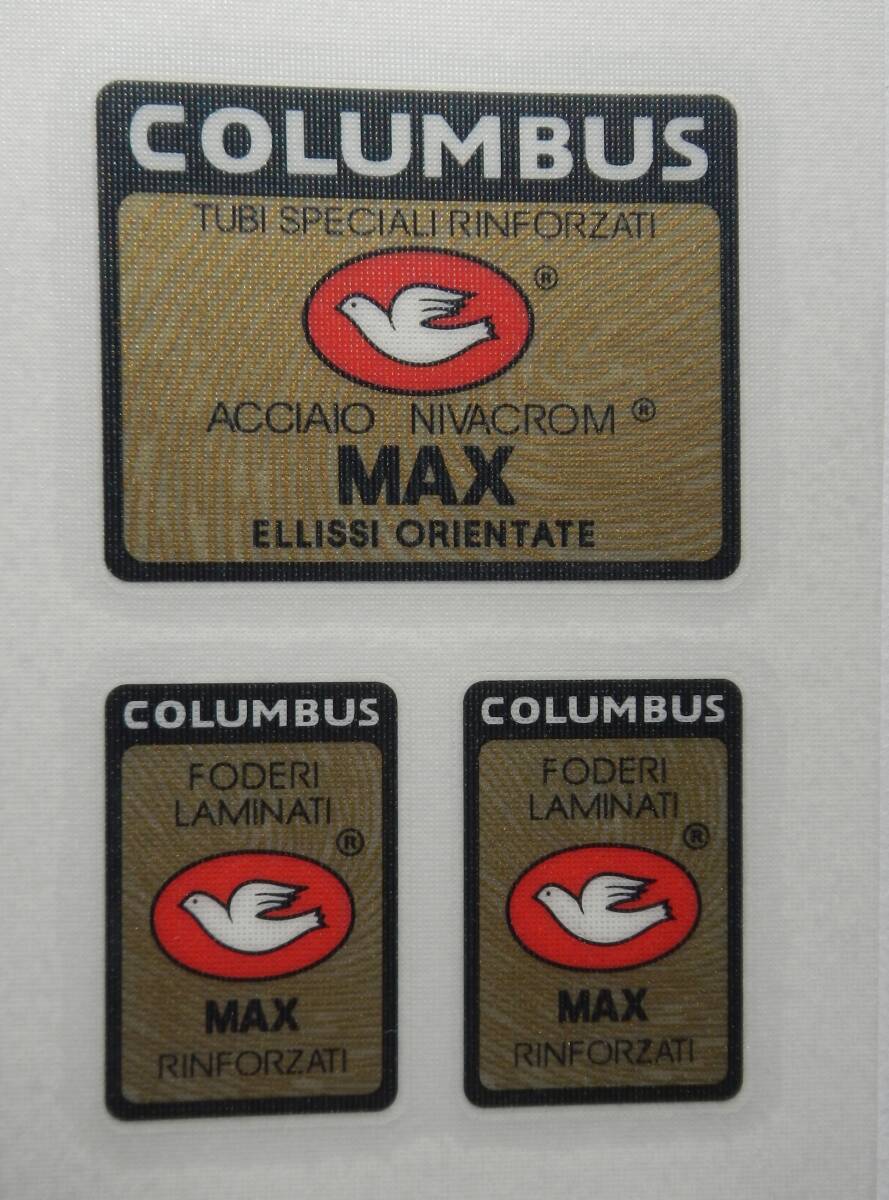 COLUMBUS
TUBI SPECIALI RINFORZATI
®
ACCIAIO NIVACROM ®
MAX
ELLISSI ORIENTATE
COLUMBUS
FODERI
LAMINATI
®
MAX
RINFORZATI
COLUMBUS
FODERI
LAMINATI
®
MAX
RINFORZATI